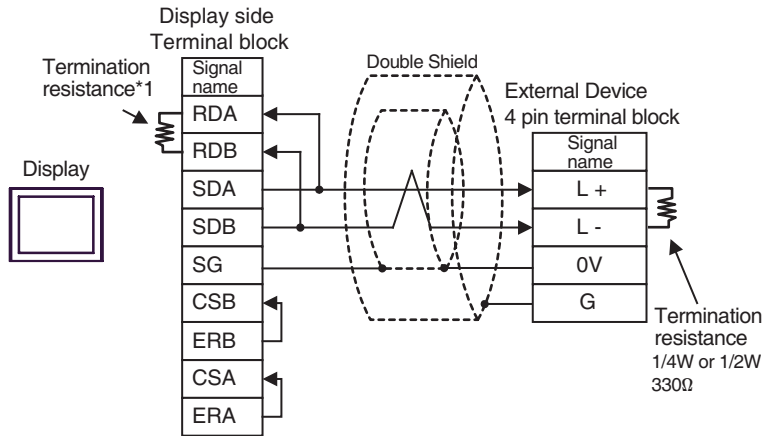 Display side
Terminal block
Termination
resistance*1
Display
Signal
name
RDA
RDB
SDA
SDB
SG
CSB
ERB
CSA
ERA
Double Shield
External Device
4 pin terminal block
Signal
name
L +
L -
0V
G
Termination
resistance
1/4W or 1/2W
330Ω